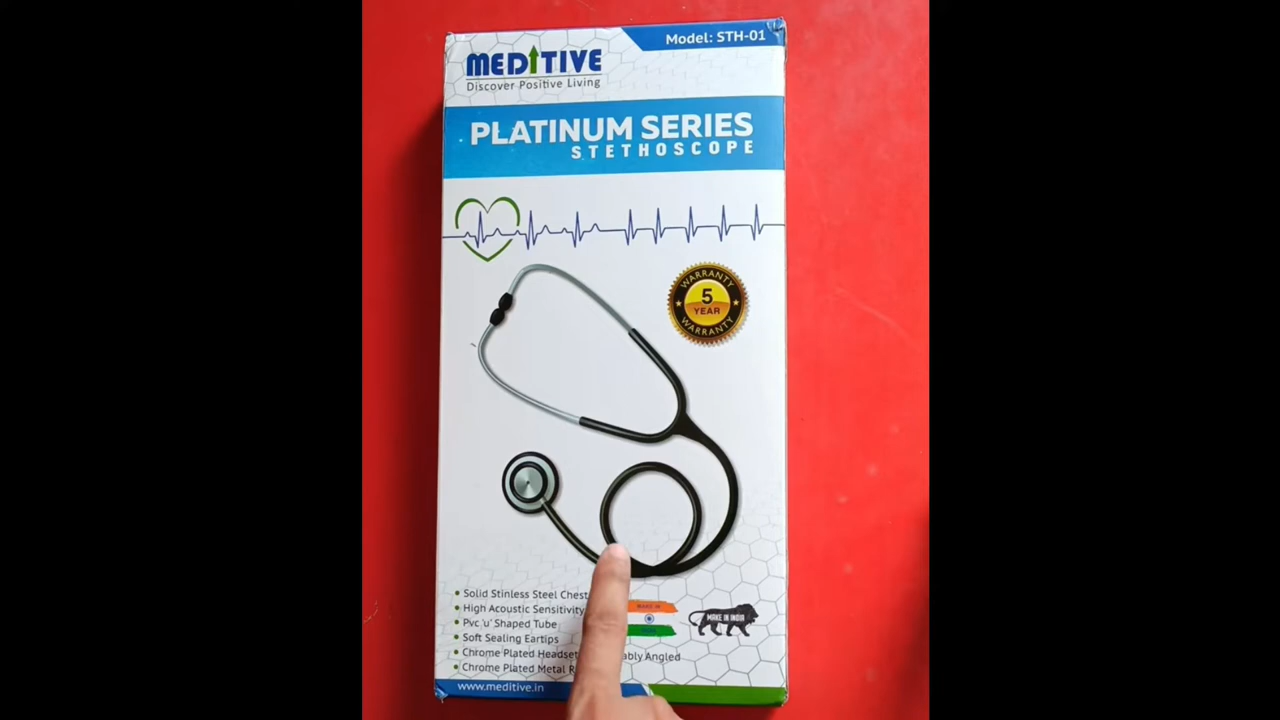 Model: STH-01
MEDITIVE
Discover Positive Living
PLATINUM SERIES
STETHOSCOPE
WARRANTY
5
YEAR
WARRANTY
Solid Stinless Steel Chest
High Acoustic Sensitivity
Pvc 'u' Shaped Tube
Soft Sealing Eartips
Chrome Plated Headset
Angled
Chrome Plated Metal
MAKE IN
MAKE IN INDIA
www.meditive.in